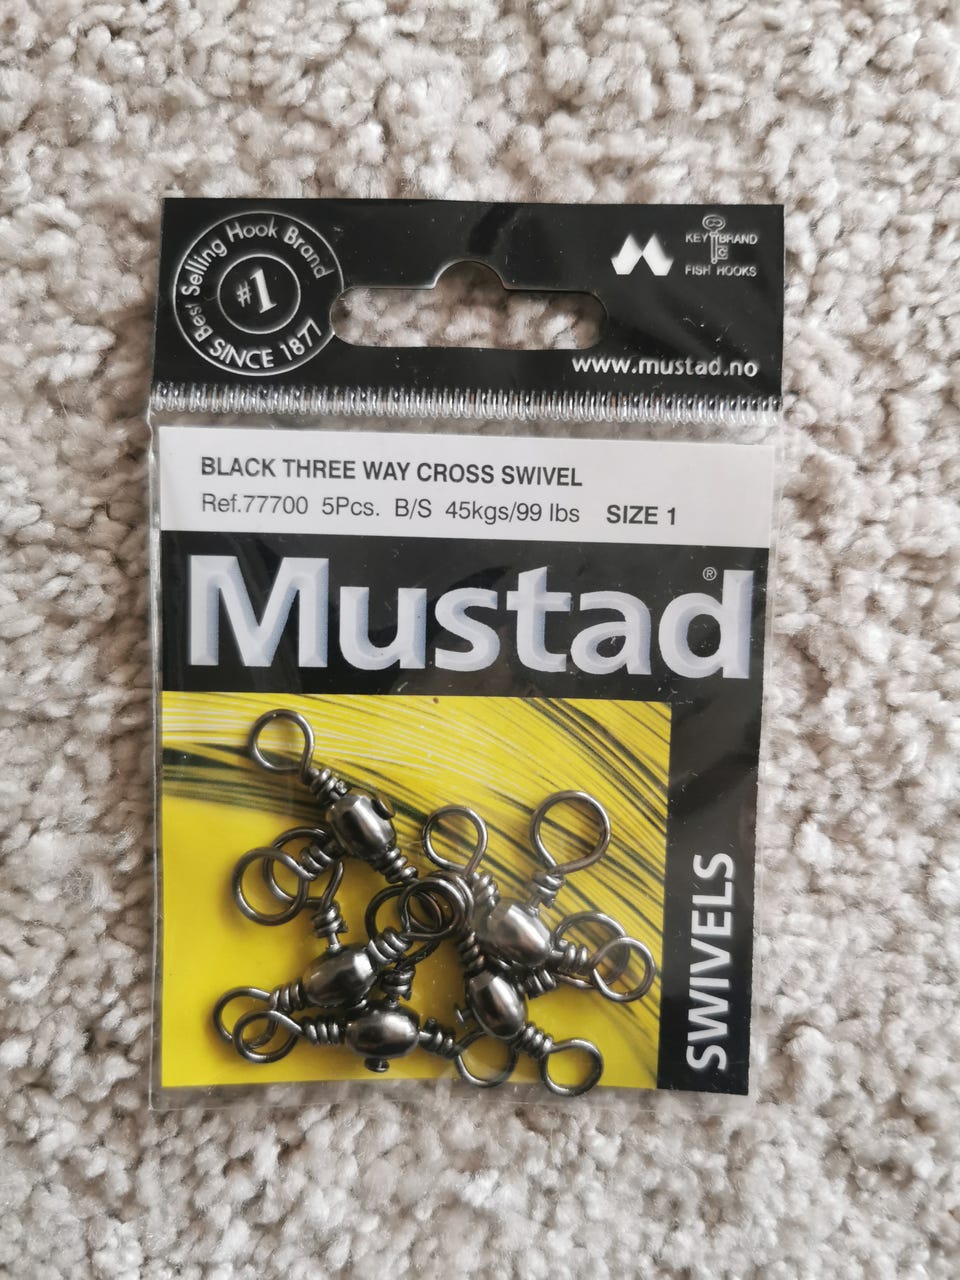 Best Selling Hook Brand
#1
SINCE 1877
KEY BRAND
FISH HOOKS
www.mustad.no
BLACK THREE WAY CROSS SWIVEL
Ref.77700 5Pcs. B/S 45kgs/99 lbs SIZE 1
Mustad®
SWIVELS